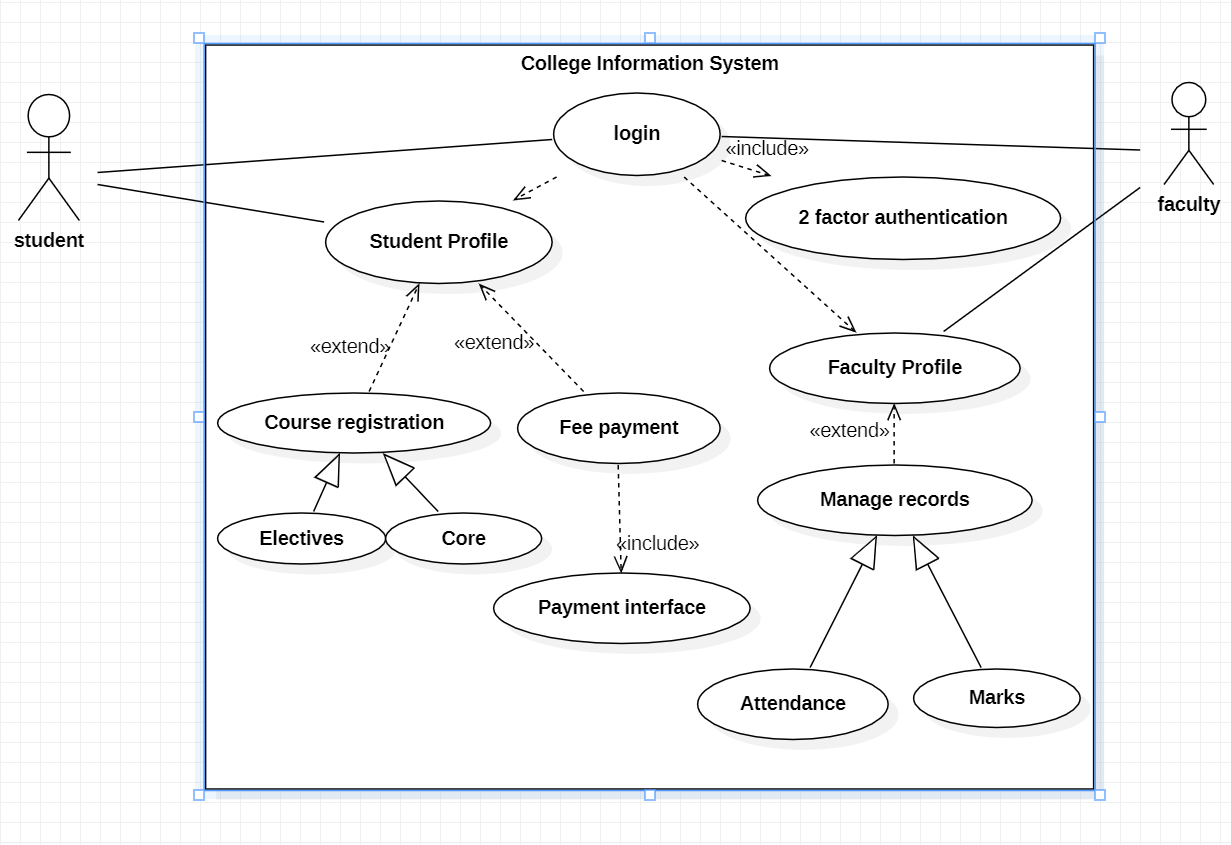 College Information System
login
«include»
student
faculty
2 factor authentication
Student Profile
«extend»
«extend»
Faculty Profile
Course registration
Fee payment
«extend»
Manage records
Electives
Core
«include»
Payment interface
Attendance
Marks